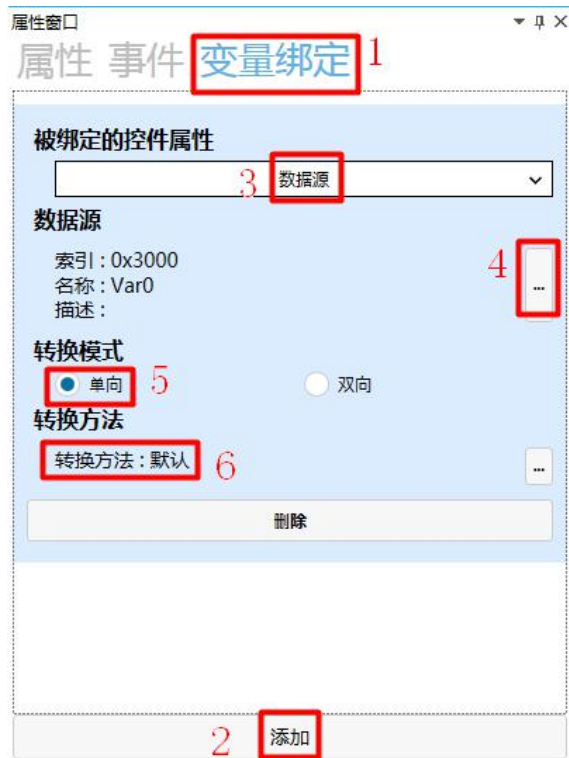 属性窗口
属性 事件 变量绑定 1
被绑定的控件属性
3 数据源
数据源
索引：0x3000
名称：Var0
描述：
4 ...
转换模式
单向 5 双向
转换方法
转换方法：默认 6 ...
删除
2 添加